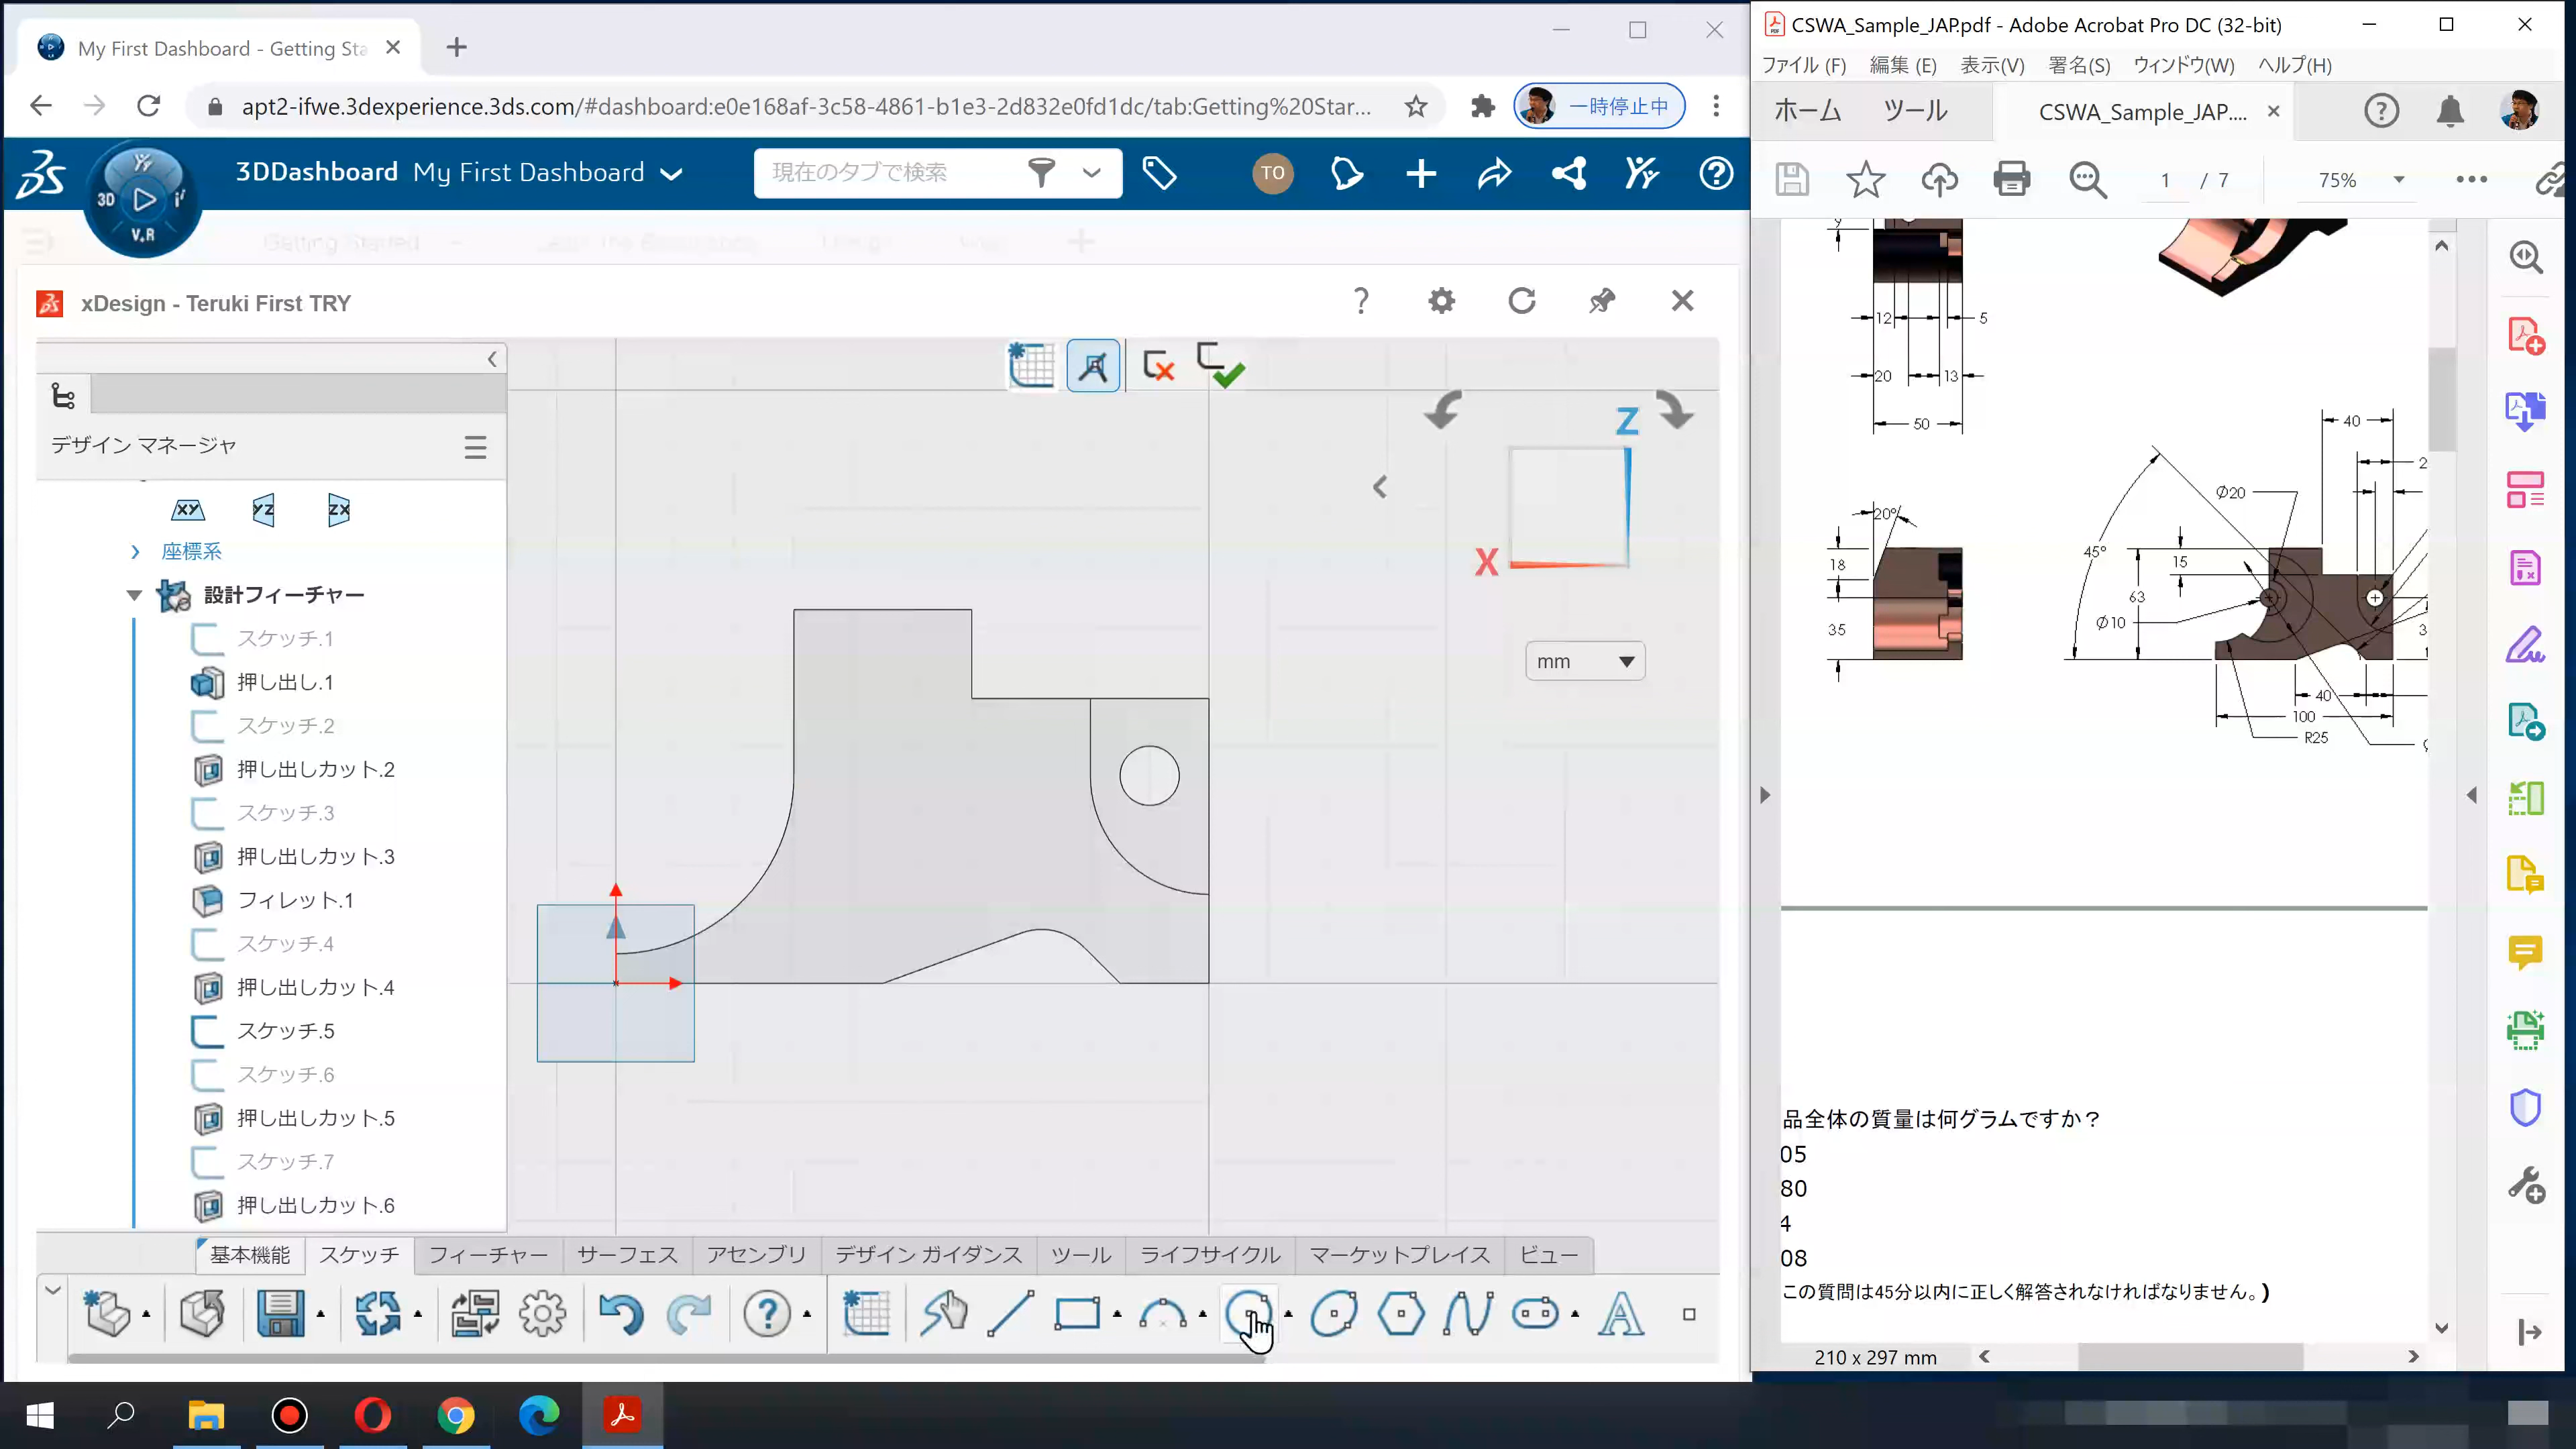 My First Dashboard - Getting Sta
apt2-ifwe.3dexperience.3ds.com/#dashboard:e0e168af-3c58-4861-b1e3-2d832e0fd1dc/tab:Getting%20Star...
一時停止中
3D
V.R
3DDashboard My First Dashboard
現在のタブで検索
TO
Getting Started
xDesign - Teruki First TRY
デザイン マネージャ
XY YZ ZX
座標系
設計フィーチャー
スケッチ.1
押し出し.1
スケッチ.2
押し出しカット.2
スケッチ.3
押し出しカット.3
フィレット.1
スケッチ.4
押し出しカット.4
スケッチ.5
スケッチ.6
押し出しカット.5
スケッチ.7
押し出しカット.6
Z
X
mm
基本機能 スケッチ フィーチャー サーフェス アセンブリ デザイン ガイダンス ツール ライフサイクル マーケットプレイス ビュー
CSWA_Sample_JAP.pdf - Adobe Acrobat Pro DC (32-bit)
ファイル (F) 編集 (E) 表示(V) 署名(S) ウィンドウ(W) ヘルプ(H)
ホーム ツール CSWA_Sample_JAP....
1 / 7 75%
12 5
20 13
50
40
20°
Ø20
45°
15
18
63
35
Ø10
40
100
R25
品全体の質量は何グラムですか？
05
80
4
08
この質問は45分以内に正しく解答されなければなりません。)
210 x 297 mm